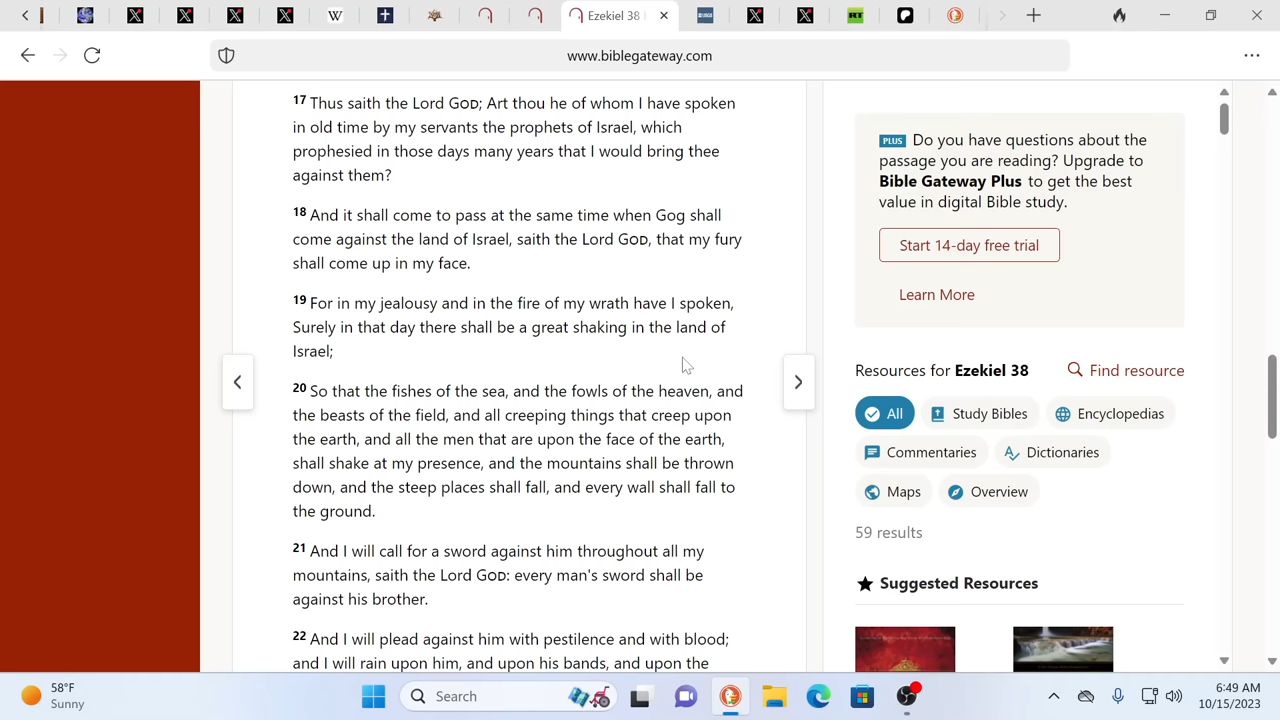 Ezekiel 38
www.biblegateway.com
17 Thus saith the Lord GOD; Art thou he of whom I have spoken
in old time by my servants the prophets of Israel, which
prophesied in those days many years that I would bring thee
against them?
18 And it shall come to pass at the same time when Gog shall
come against the land of Israel, saith the Lord GOD, that my fury
shall come up in my face.
19 For in my jealousy and in the fire of my wrath have I spoken,
Surely in that day there shall be a great shaking in the land of
Israel;
20 So that the fishes of the sea, and the fowls of the heaven, and
the beasts of the field, and all creeping things that creep upon
the earth, and all the men that are upon the face of the earth,
shall shake at my presence, and the mountains shall be thrown
down, and the steep places shall fall, and every wall shall fall to
the ground.
21 And I will call for a sword against him throughout all my
mountains, saith the Lord GOD: every man's sword shall be
against his brother.
22 And I will plead against him with pestilence and with blood;
and I will rain upon him, and upon his bands, and upon the
PLUS Do you have questions about the
passage you are reading? Upgrade to
Bible Gateway Plus to get the best
value in digital Bible study.
Start 14-day free trial
Learn More
Resources for Ezekiel 38 Find resource
All Study Bibles Encyclopedias
Commentaries Dictionaries
Maps Overview
59 results
Suggested Resources
58°F
Sunny
Search
6:49 AM
10/15/2023